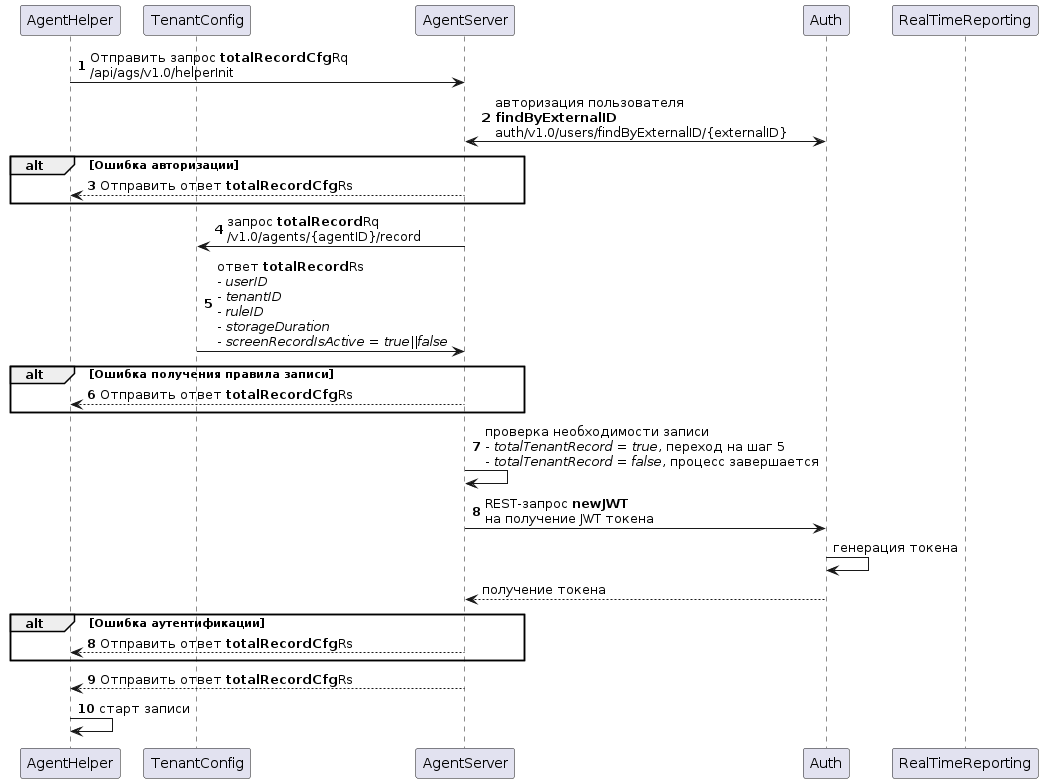 AgentHelper TenantConfig AgentServer Auth RealTimeReporting
1 Отправить запрос totalRecordCfgRq
/api/ags/v1.0/helperInit
авторизация пользователя
2 findByExternalID
auth/v1.0/users/findByExternalID/{externalID}
alt [Ошибка авторизации]
3 Отправить ответ totalRecordCfgRs
4 запрос totalRecordRq
/v1.0/agents/{agentID}/record
ответ totalRecordRs
- userID
- tenantID
5 - ruleID
- storageDuration
- screenRecordIsActive = true||false
alt [Ошибка получения правила записи]
6 Отправить ответ totalRecordCfgRs
проверка необходимости записи
7 - totalTenantRecord = true, переход на шаг 5
- totalTenantRecord = false, процесс завершается
8 REST-запрос newJWT
на получение JWT токена
генерация токена
получение токена
alt [Ошибка аутентификации]
8 Отправить ответ totalRecordCfgRs
9 Отправить ответ totalRecordCfgRs
10 старт записи
AgentHelper TenantConfig AgentServer Auth RealTimeReporting